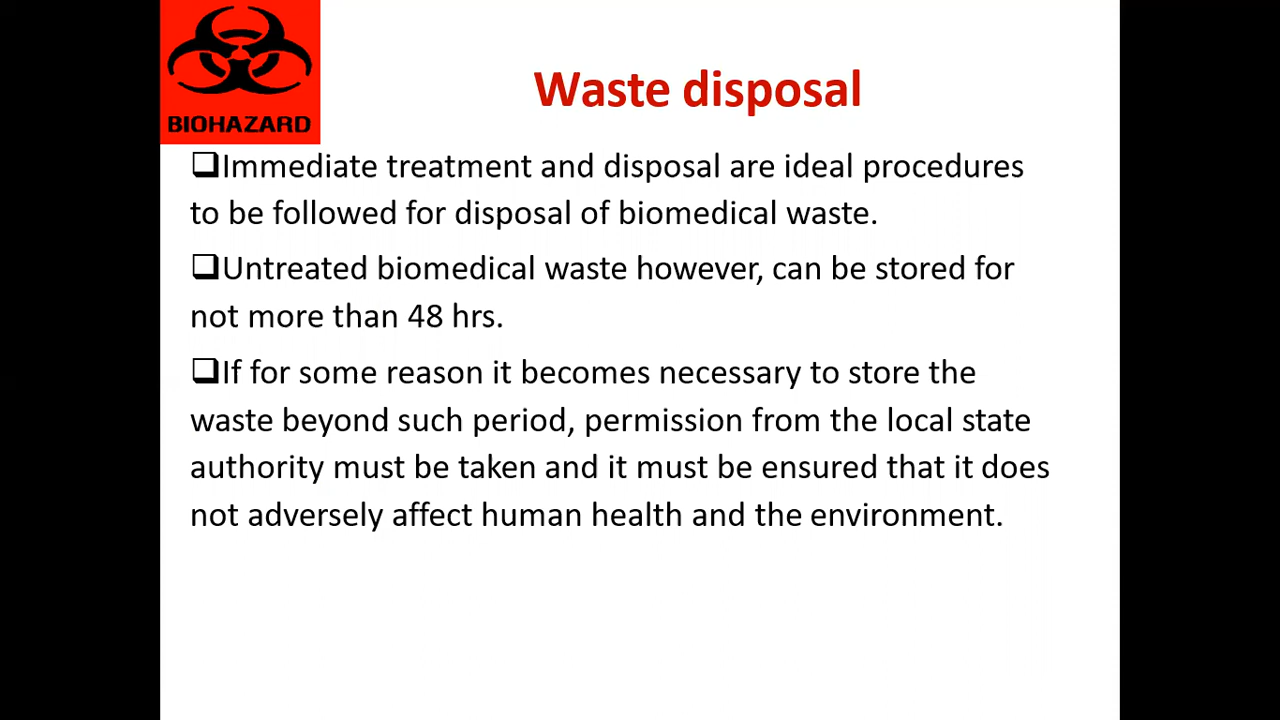 BIOHAZARD
Waste disposal
❑Immediate treatment and disposal are ideal procedures
to be followed for disposal of biomedical waste.
❑Untreated biomedical waste however, can be stored for
not more than 48 hrs.
❑If for some reason it becomes necessary to store the
waste beyond such period, permission from the local state
authority must be taken and it must be ensured that it does
not adversely affect human health and the environment.